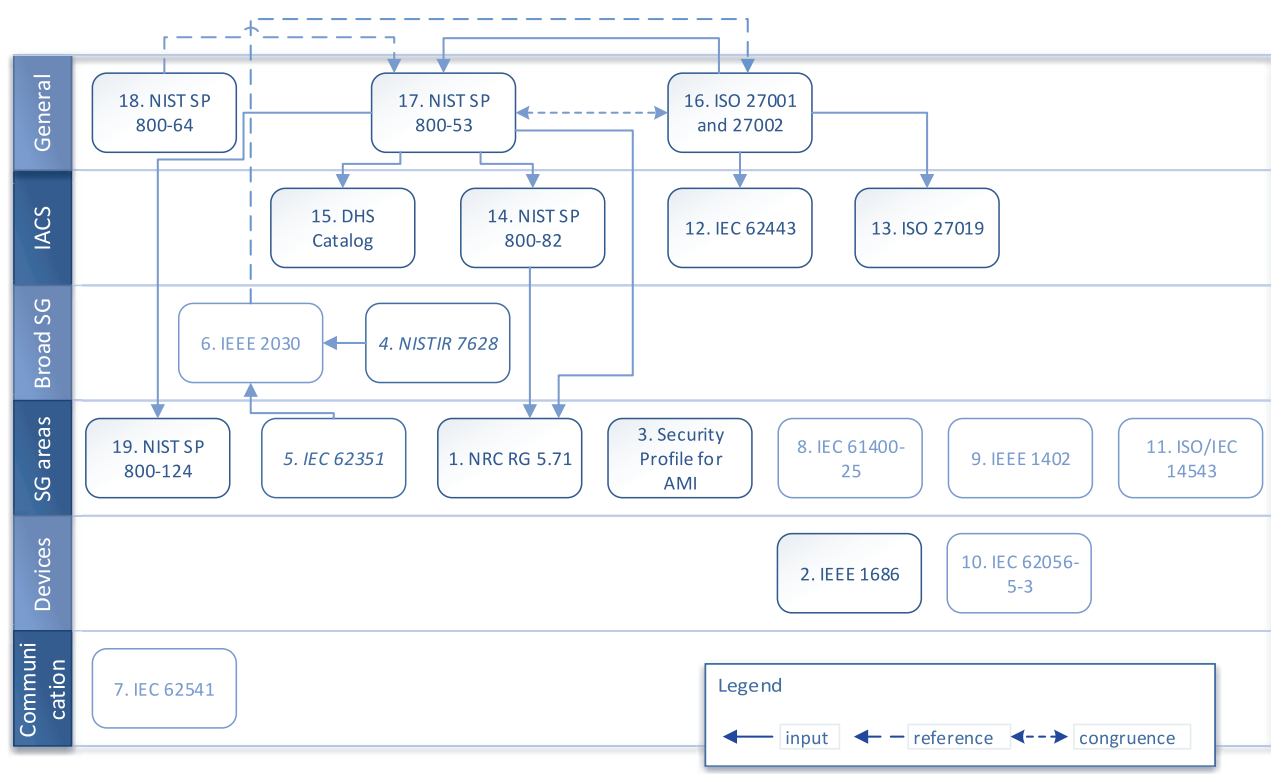 General
18. NIST SP
800-64
17. NIST SP
800-53
16. ISO 27001
and 27002
IACS
15. DHS
Catalog
14. NIST SP
800-82
12. IEC 62443
13. ISO 27019
Broad SG
6. IEEE 2030
4. NISTIR 7628
SG areas
19. NIST SP
800-124
5. IEC 62351
1. NRC RG 5.71
3. Security
Profile for
AMI
8. IEC 61400-
25
9. IEEE 1402
11. ISO/IEC
14543
Devices
2. IEEE 1686
10. IEC 62056-
5-3
Communi
cation
7. IEC 62541
Legend
input
reference
congruence